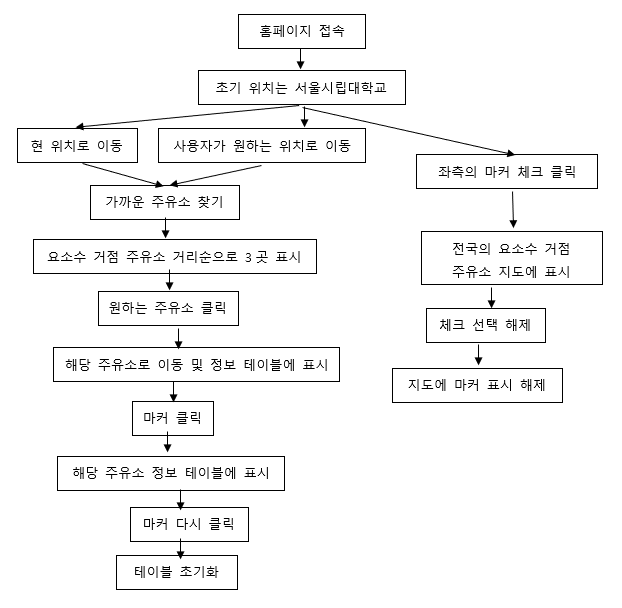 홈페이지 접속
초기 위치는 서울시립대학교
현 위치로 이동
사용자가 원하는 위치로 이동
좌측의 마커 체크 클릭
가까운 주유소 찾기
요소수 거점 주유소 거리순으로 3곳 표시
전국의 요소수 거점
주유소 지도에 표시
원하는 주유소 클릭
체크 선택 해제
해당 주유소로 이동 및 정보 테이블에 표시
지도에 마커 표시 해제
마커 클릭
해당 주유소 정보 테이블에 표시
마커 다시 클릭
테이블 초기화